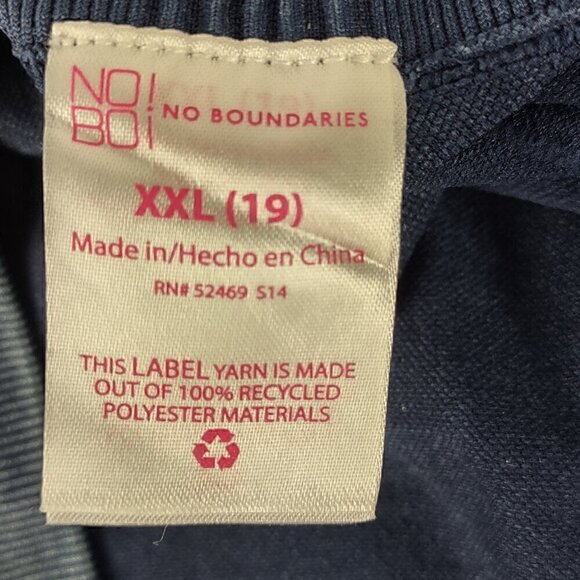 NO!
BO¡
NO BOUNDARIES
XXL (19)
Made in/Hecho en China
RN# 52469 S14
THIS LABEL YARN IS MADE
OUT OF 100% RECYCLED
POLYESTER MATERIALS